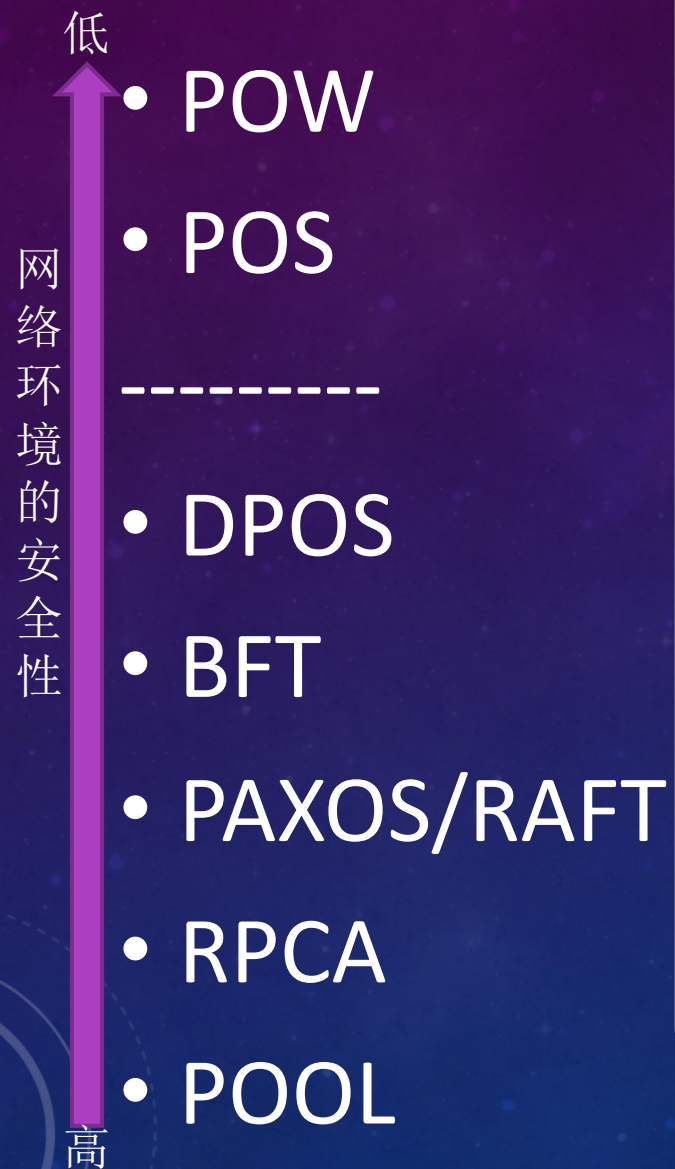 低
网络环境的安全性
• POW
• POS
---------
• DPOS
• BFT
• PAXOS/RAFT
• RPCA
• POOL
高